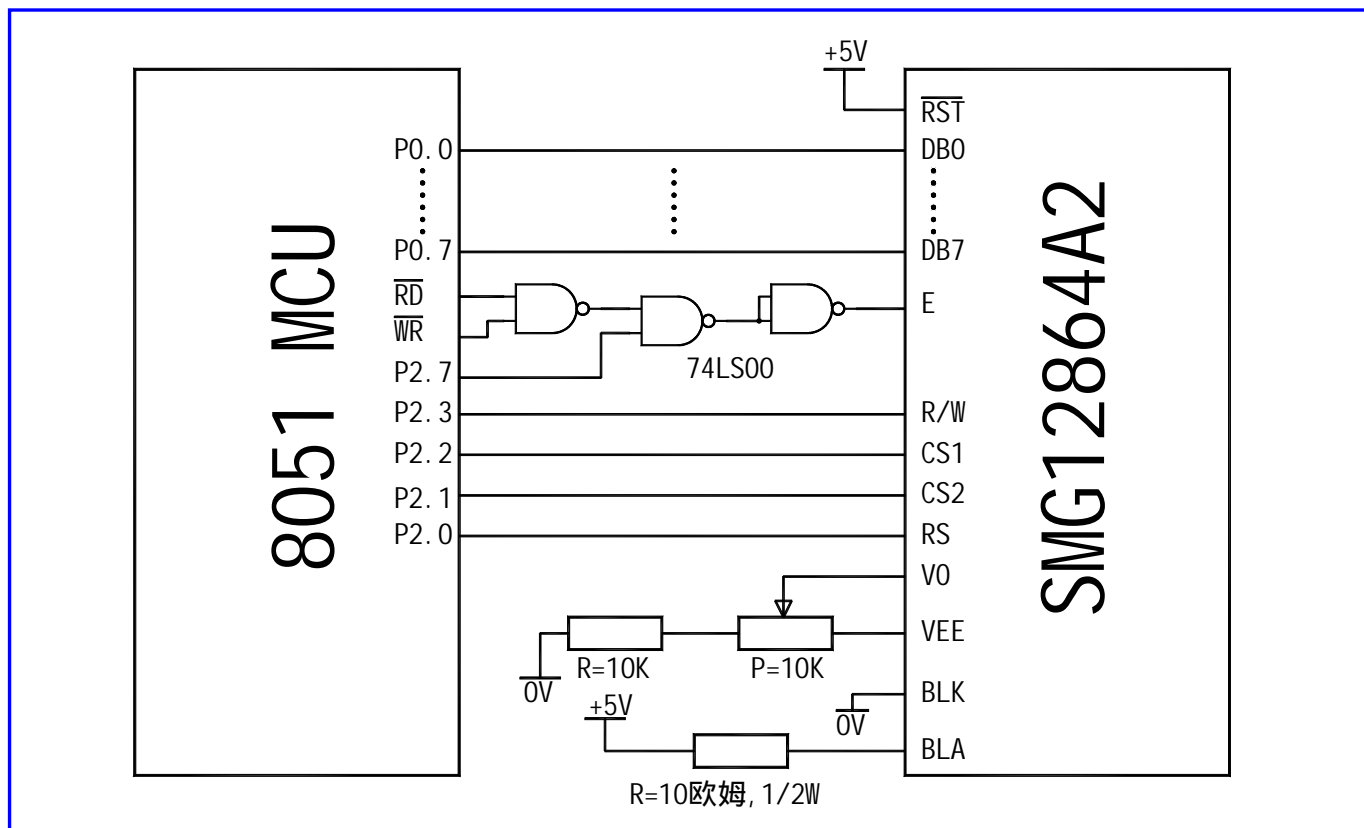 +5V
8051 MCU
P0.0
P0.7
RD
WR
P2.7
P2.3
P2.2
P2.1
P2.0
74LS00
RST
DB0
DB7
E
R/W
CS1
CS2
RS
V0
VEE
BLK
BLA
SMG12864A2
R=10K
P=10K
0V
0V
+5V
R=10欧姆,1/2W